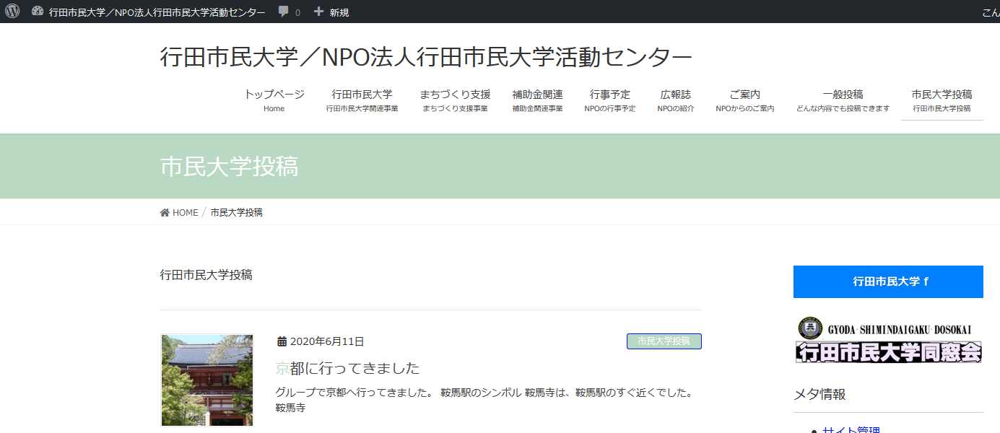 行田市民大学／NPO法人行田市民大学活動センター 0 新規 こん
行田市民大学／NPO法人行田市民大学活動センター
トップページ 行田市民大学 まちづくり支援 補助金関連 行事予定 広報誌 ご案内 一般投稿 市民大学投稿
Home 行田市民大学関連事業 まちづくり支援事業 補助金関連事業 NPOの行事予定 NPOの紹介 NPOからのご案内 どんな内容でも投稿できます 行田市民大学投稿
市民大学投稿
HOME / 市民大学投稿
行田市民大学投稿
2020年6月11日 市民大学投稿
京都に行ってきました
グループで京都へ行ってきました。 鞍馬駅のシンボル 鞍馬寺は、鞍馬駅のすぐ近くでした。
鞍馬寺
行田市民大学 f
GYODA·SHIMINDAIGAKU·DOSOKAI
行田市民大学同窓会
メタ情報
サイト管理